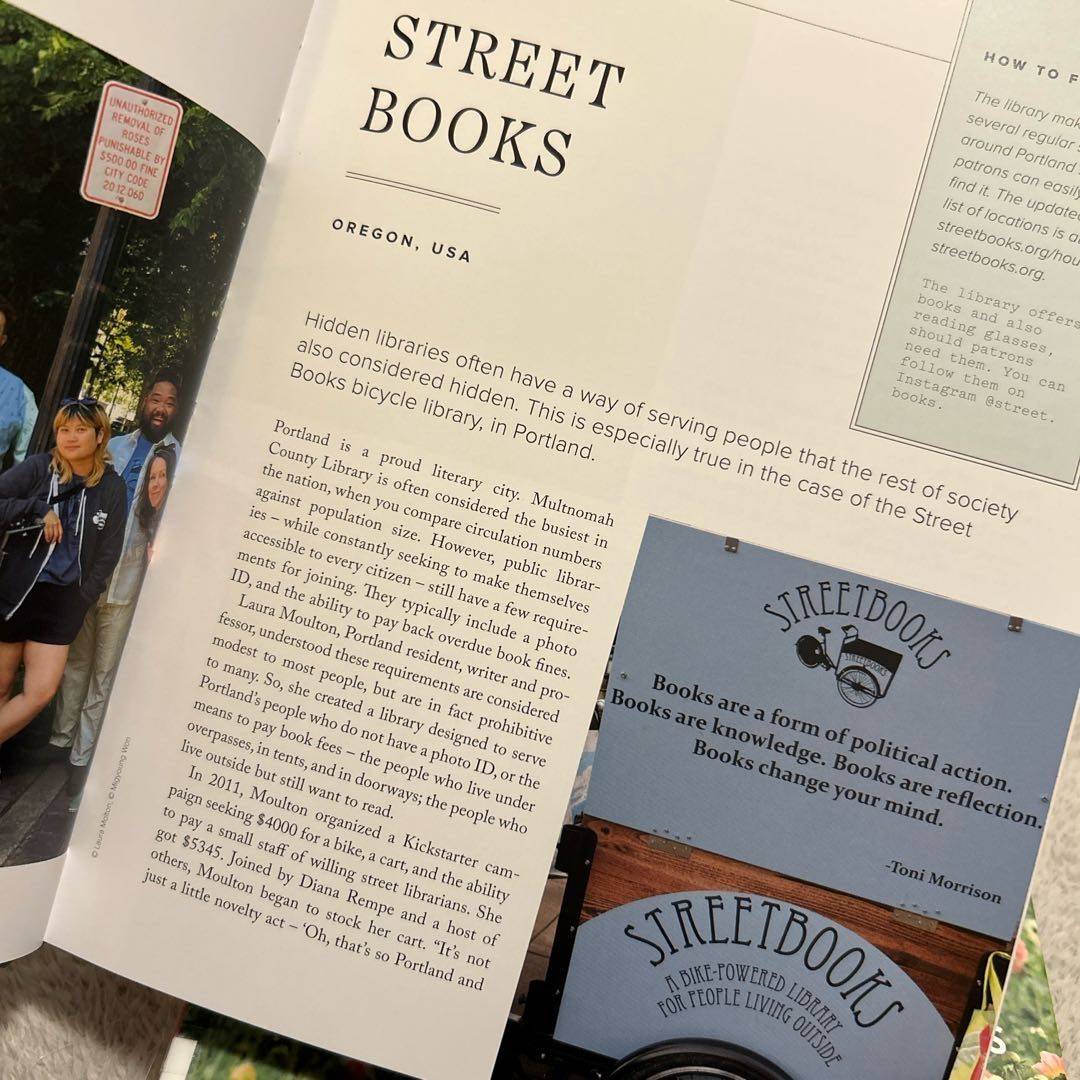 UNAUTHORIZED
REMOVAL OF
ROSES
PUNISHABLE BY
$500.00 FINE
CITY CODE
20.12.060
© Laura Molton; © Migyoung Won
STREET
BOOKS
OREGON, USA
Hidden libraries often have a way of serving people that the rest of society
also considered hidden. This is especially true in the case of the Street
Books bicycle library, in Portland.
Portland is a proud literary city. Multnomah
County Library is often considered the busiest in
the nation, when you compare circulation numbers
against population size. However, public librar-
ies – while constantly seeking to make themselves
accessible to every citizen – still have a few require-
ments for joining. They typically include a photo
ID, and the ability to pay back overdue book fines.
Laura Moulton, Portland resident, writer and pro-
fessor, understood these requirements are considered
modest to most people, but are in fact prohibitive
to many. So, she created a library designed to serve
Portland's people who do not have a photo ID, or the
means to pay book fees – the people who live under
overpasses, in tents, and in doorways; the people who
live outside but still want to read.
In 2011, Moulton organized a Kickstarter cam-
paign seeking $4000 for a bike, a cart, and the ability
to pay a small staff of willing street librarians. She
got $5345. Joined by Diana Rempe and a host of
others, Moulton began to stock her cart. "It's not
just a little novelty act – 'Oh, that's so Portland and
HOW TO F
The library mak
several regular s
around Portland
patrons can easily
find it. The updated
list of locations is a
streetbooks.org/hou
streetbooks.org.
The library offers
books and also
reading glasses,
should patrons
need them. You can
follow them on
Instagram @street.
books.
STREETBOOKS
STREETBOOKS
Books are a form of political action.
Books are knowledge. Books are reflection.
Books change your mind.
-Toni Morrison
STREETBOOKS
A BIKE-POWERED LIBRARY
FOR PEOPLE LIVING OUTSIDE
S